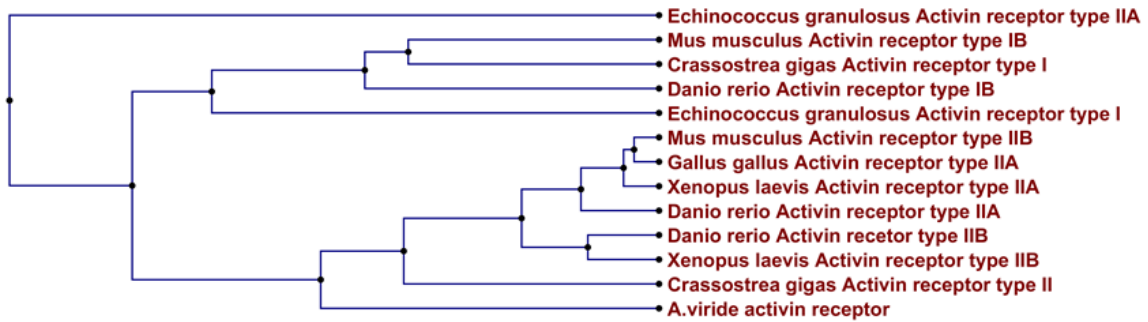 Echinococcus granulosus Activin receptor type IIA
Mus musculus Activin receptor type IB
Crassostrea gigas Activin receptor type I
Danio rerio Activin receptor type IB
Echinococcus granulosus Activin receptor type I
Mus musculus Activin receptor type IIB
Gallus gallus Activin receptor type IIA
Xenopus laevis Activin receptor type IIA
Danio rerio Activin receptor type IIA
Danio rerio Activin recetor type IIB
Xenopus laevis Activin receptor type IIB
Crassostrea gigas Activin receptor type II
A.viride activin receptor